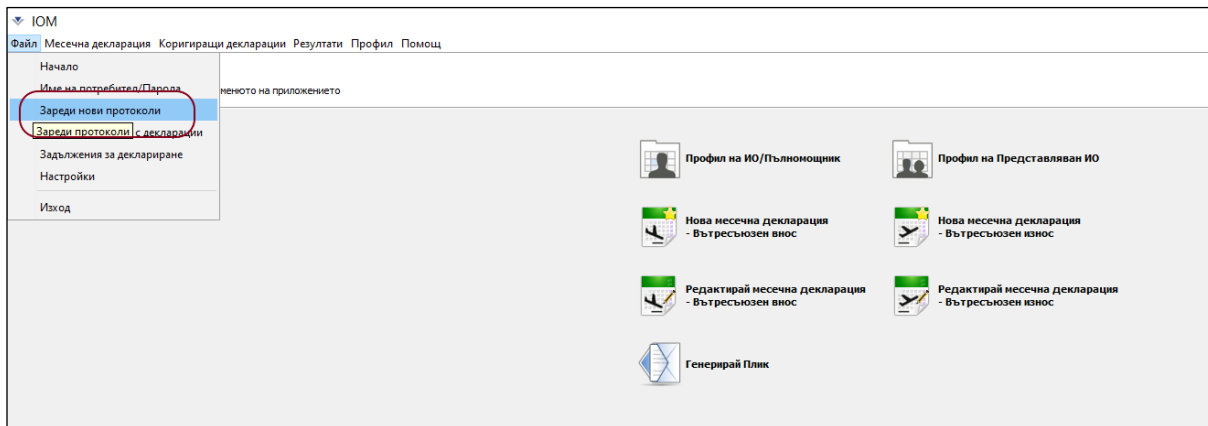 IOM
Файл Месечна декларация Коригиращи декларации Резултати Профил Помощ
Начало
Име на потребител/Парола
менюто на приложението
Зареди нови протоколи
Зареди протоколи с декларации
Задължения за деклариране
Настройки
Изход
Профил на ИО/Пълномощник
Профил на Представляван ИО
Нова месечна декларация
- Вътресъюзен внос
Нова месечна декларация
- Вътресъюзен износ
Редактирай месечна декларация
- Вътресъюзен внос
Редактирай месечна декларация
- Вътресъюзен износ
Генерирай Плик